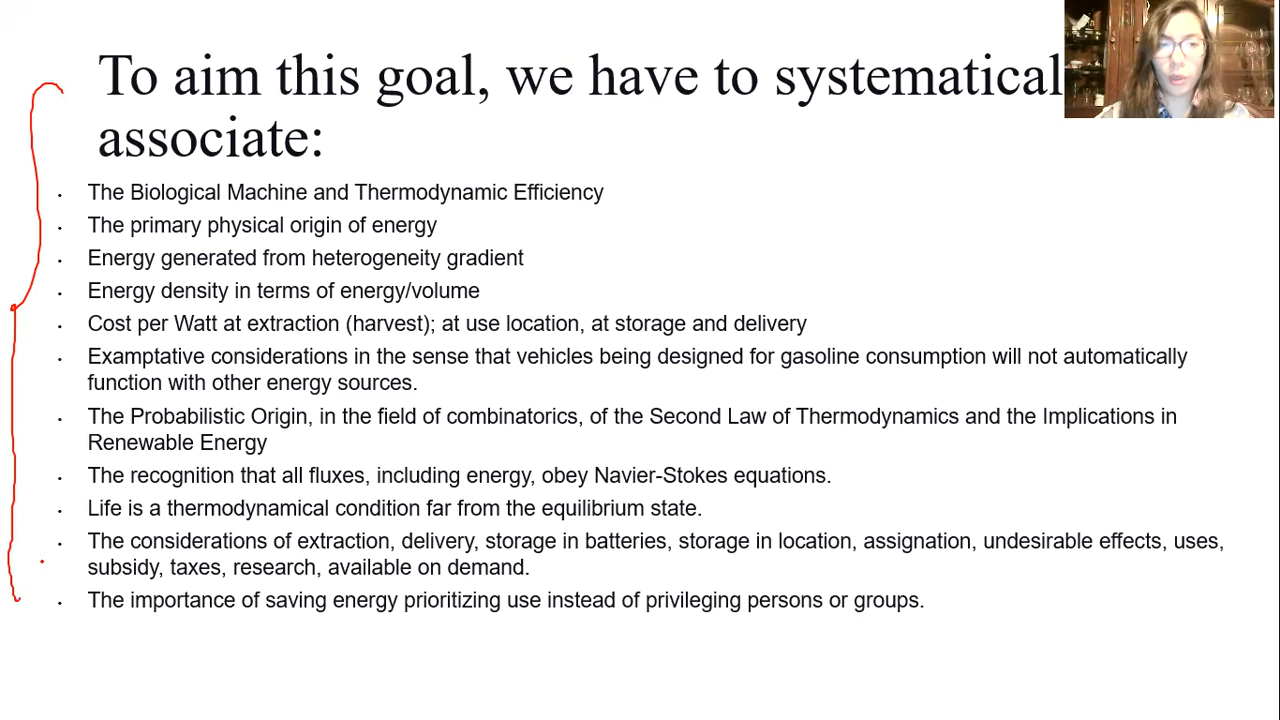 To aim this goal, we have to systematical
associate:
• The Biological Machine and Thermodynamic Efficiency
• The primary physical origin of energy
• Energy generated from heterogeneity gradient
• Energy density in terms of energy/volume
• Cost per Watt at extraction (harvest); at use location, at storage and delivery
• Examptative considerations in the sense that vehicles being designed for gasoline consumption will not automatically
function with other energy sources.
• The Probabilistic Origin, in the field of combinatorics, of the Second Law of Thermodynamics and the Implications in
Renewable Energy
• The recognition that all fluxes, including energy, obey Navier-Stokes equations.
• Life is a thermodynamical condition far from the equilibrium state.
• The considerations of extraction, delivery, storage in batteries, storage in location, assignation, undesirable effects, uses,
subsidy, taxes, research, available on demand.
• The importance of saving energy prioritizing use instead of privileging persons or groups.